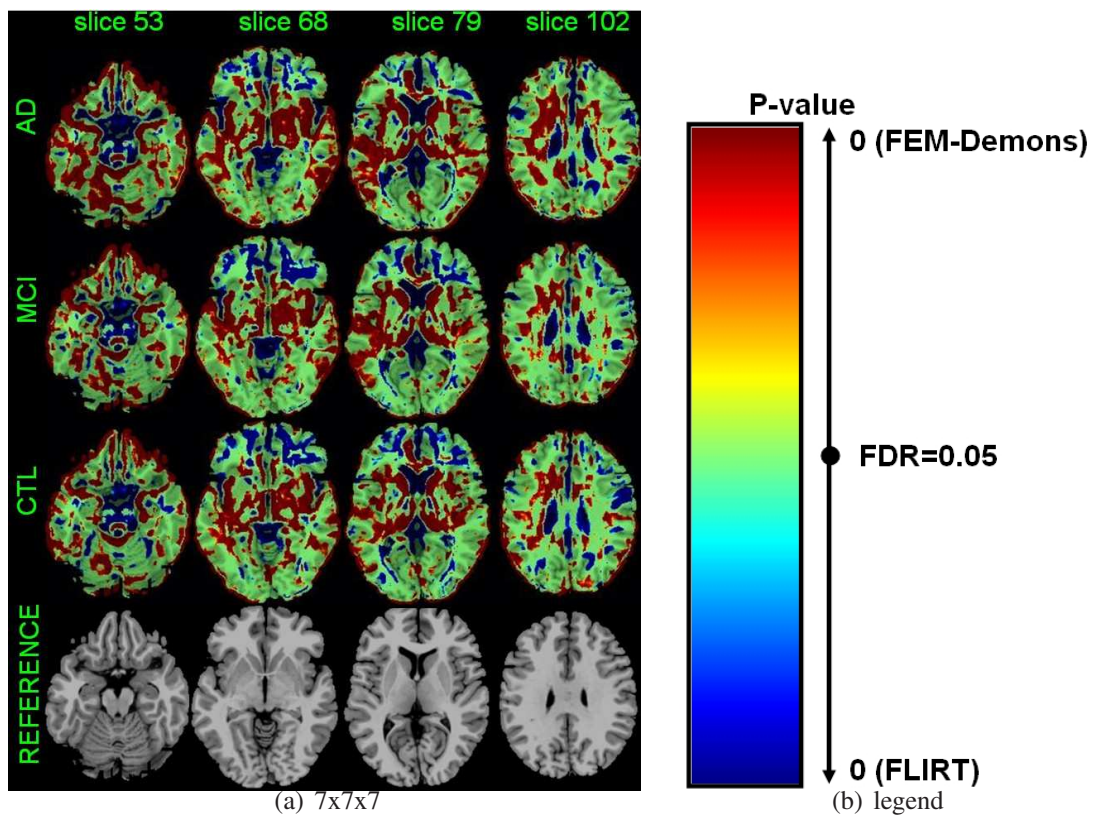 slice 53 slice 68 slice 79 slice 102
AD
MCI
CTL
REFERENCE
(a) 7x7x7
P-value
0 (FEM-Demons)
FDR=0.05
0 (FLIRT)
(b) legend